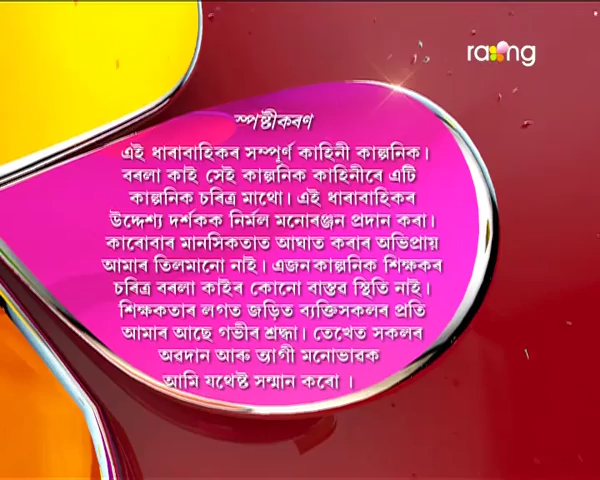 rang
স্পষ্টীকৰণ
এই ধাৰাবাহিকৰ সম্পূৰ্ণ কাহিনী কাল্পনিক।
বৰলা কাই সেই কাল্পনিক কাহিনীৰে এটি
কাল্পনিক চৰিত্ৰ মাথো। এই ধাৰাবাহিকৰ
উদ্দেশ্য দৰ্শকক নিৰ্মল মনোৰঞ্জন প্ৰদান কৰা।
কাৰোবাৰ মানসিকতাত আঘাত কৰাৰ অভিপ্ৰায়
আমাৰ তিলমানো নাই। এজন কাল্পনিক শিক্ষকৰ
চৰিত্ৰ বৰলা কাইৰ কোনো বাস্তৱ স্থিতি নাই।
শিক্ষকতাৰ লগত জড়িত ব্যক্তিসকলৰ প্ৰতি
আমাৰ আছে গভীৰ শ্ৰদ্ধা। তেখেত সকলৰ
অৱদান আৰু ত্যাগী মনোভাবক
আমি যথেষ্ট সন্মান কৰো ।